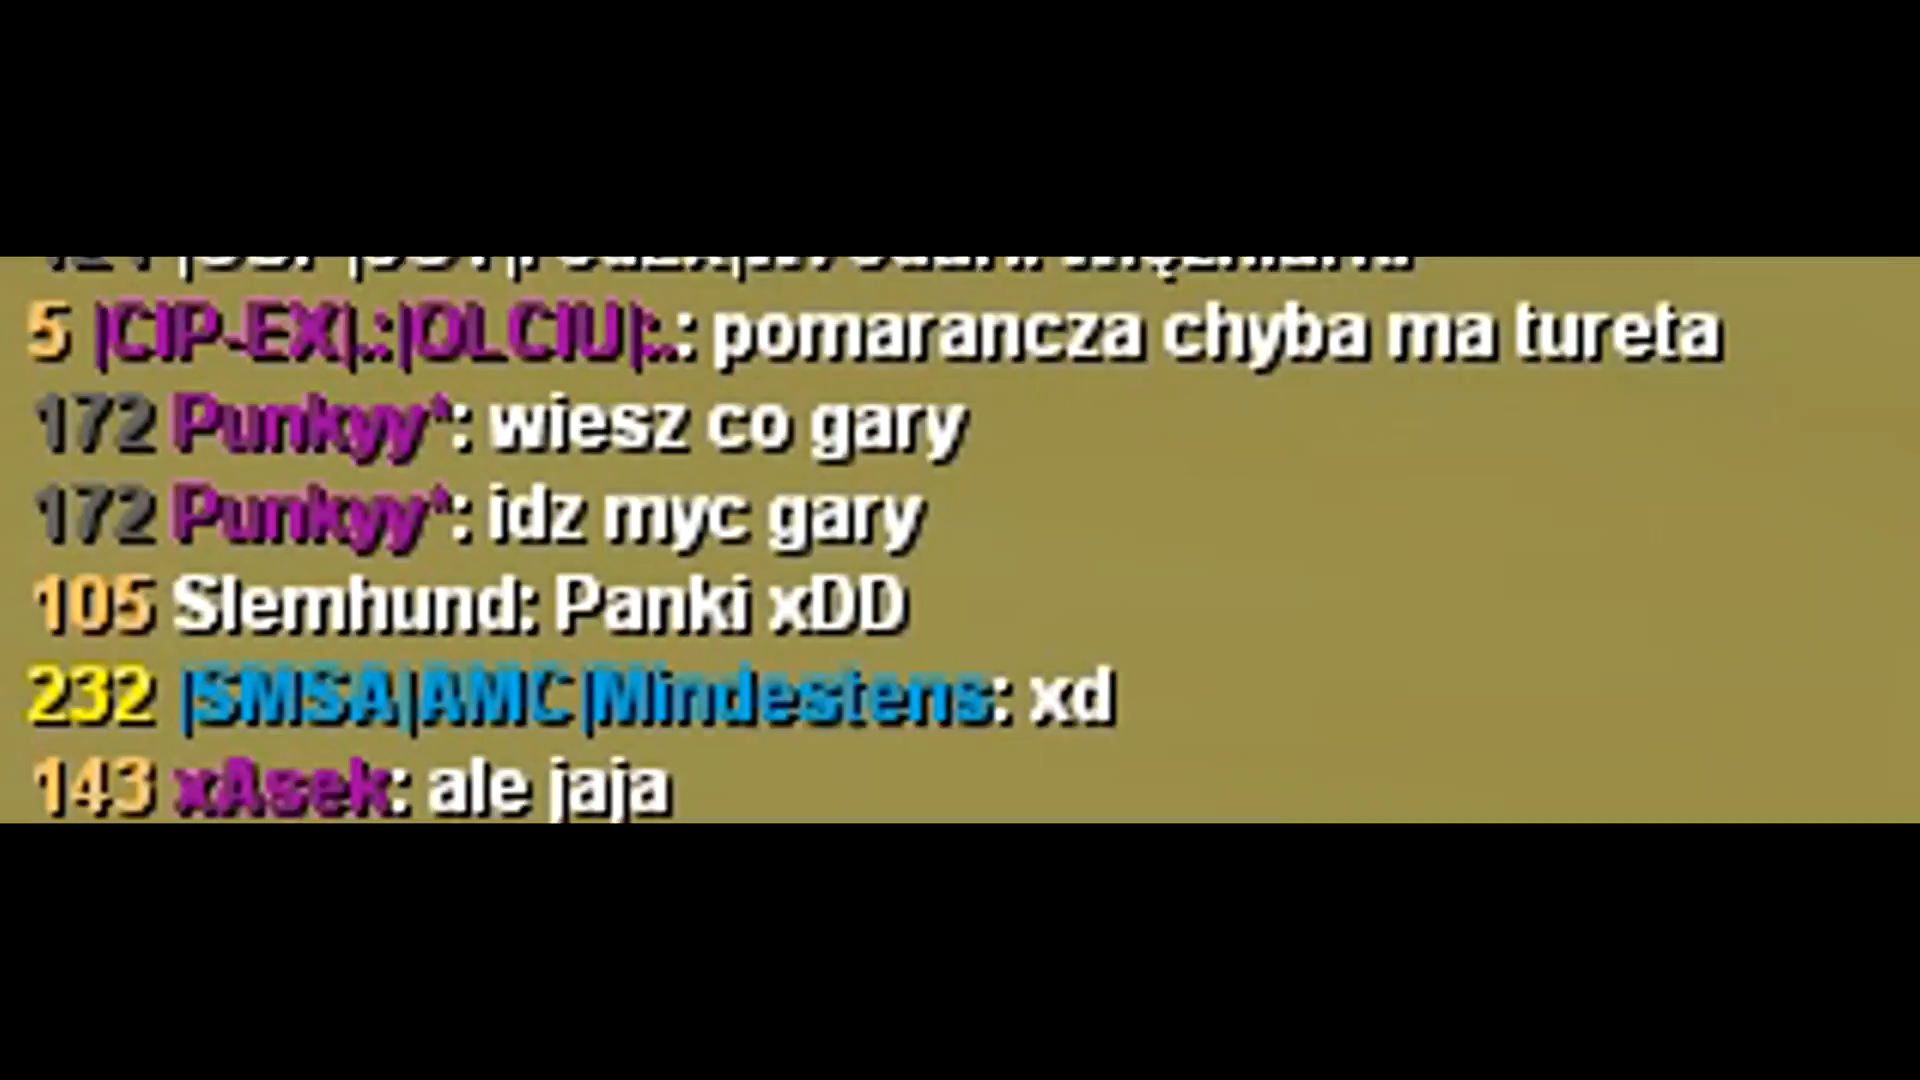 5 |CIP-EX|.:|OLCIU|:.: pomarancza chyba ma tureta
172 Punkyy*: wiesz co gary
172 Punkyy*: idz myc gary
105 Slemhund: Panki xDD
232 |SMSA|AMC|Mindestens: xd
143 xAsek: ale jaja